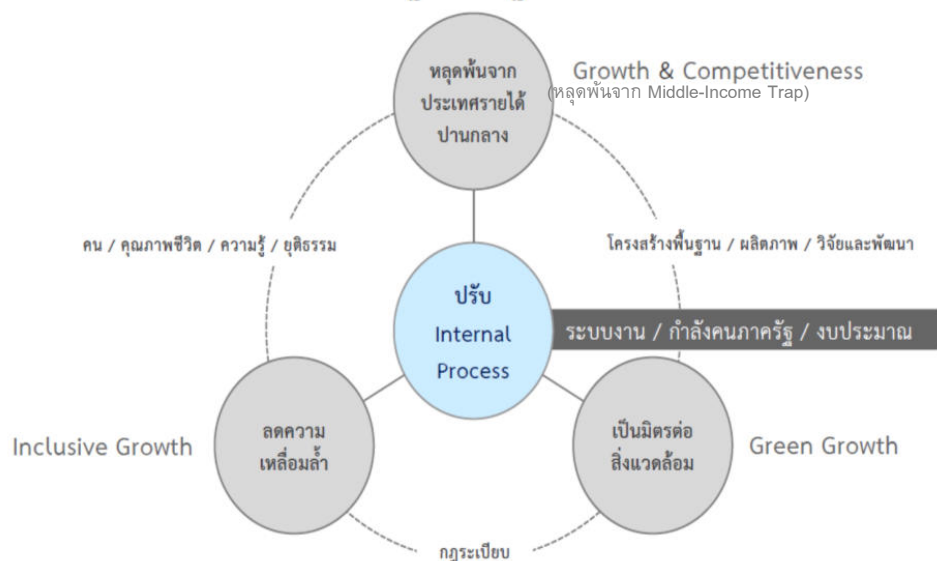 หลุดพ้นจาก
ประเทศรายได้
ปานกลาง
Growth & Competitiveness
(หลุดพ้นจาก Middle-Income Trap)
คน / คุณภาพชีวิต / ความรู้ / ยุติธรรม
โครงสร้างพื้นฐาน / ผลิตภาพ / วิจัยและพัฒนา
ปรับ
Internal
Process
ระบบงาน / กำลังคนภาครัฐ / งบประมาณ
Inclusive Growth
ลดความ
เหลื่อมล้ำ
เป็นมิตรต่อ
สิ่งแวดล้อม
Green Growth
กฎระเบียบ